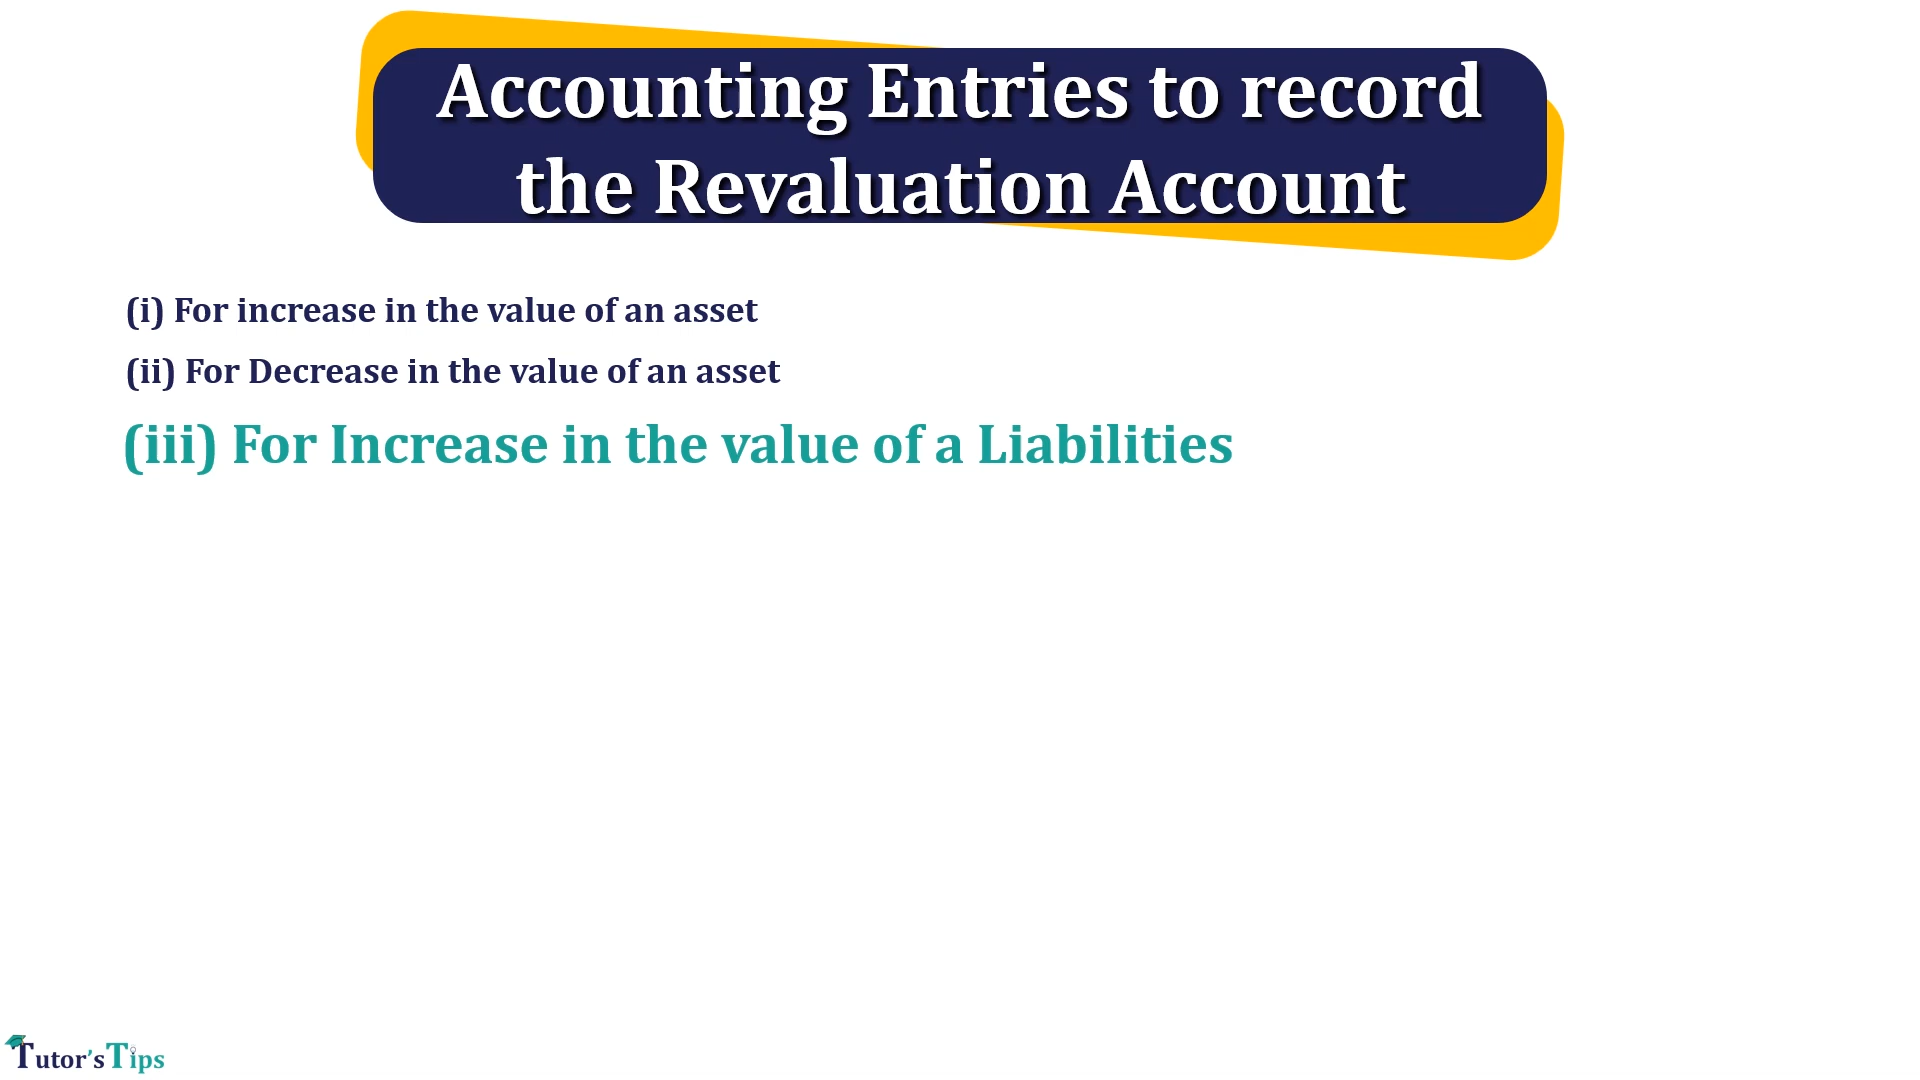 Accounting Entries to record
the Revaluation Account
(i) For increase in the value of an asset
(ii) For Decrease in the value of an asset
(iii) For Increase in the value of a Liabilities
Tutor'sTips